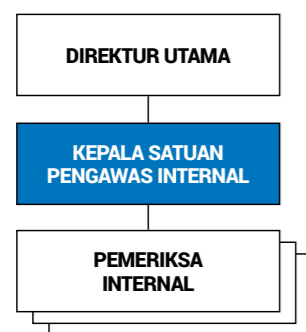 DIREKTUR UTAMA
KEPALA SATUAN
PENGAWAS INTERNAL
PEMERIKSA
INTERNAL